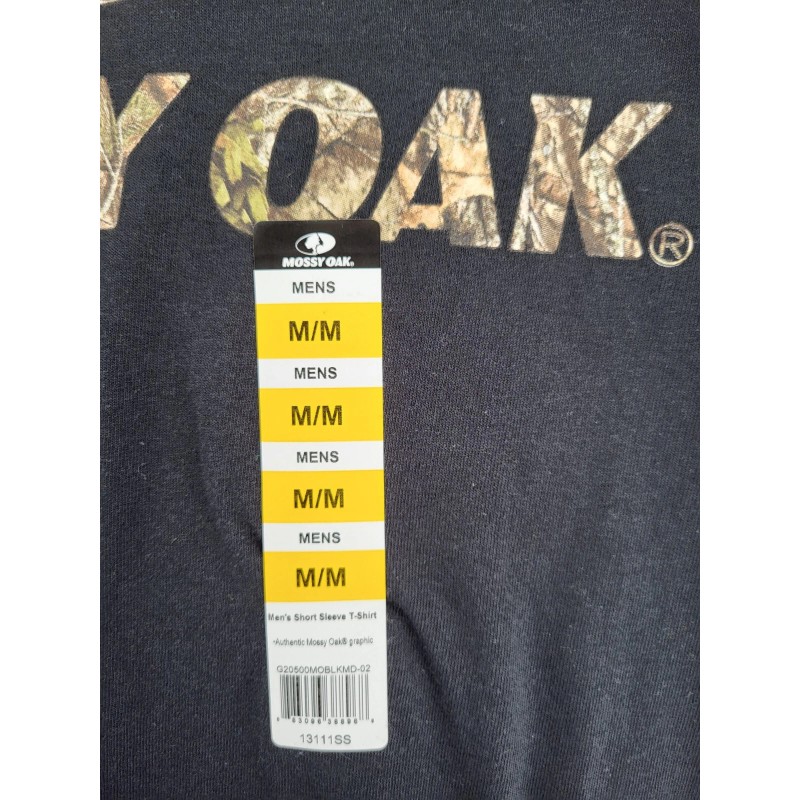 Y OAK®
MOSSY OAK®
MENS
M/M
MENS
M/M
MENS
M/M
MENS
M/M
Men's Short Sleeve T-Shirt
•Authentic Mossy Oak® graphic
G20500MOBLKMD-02
13111SS